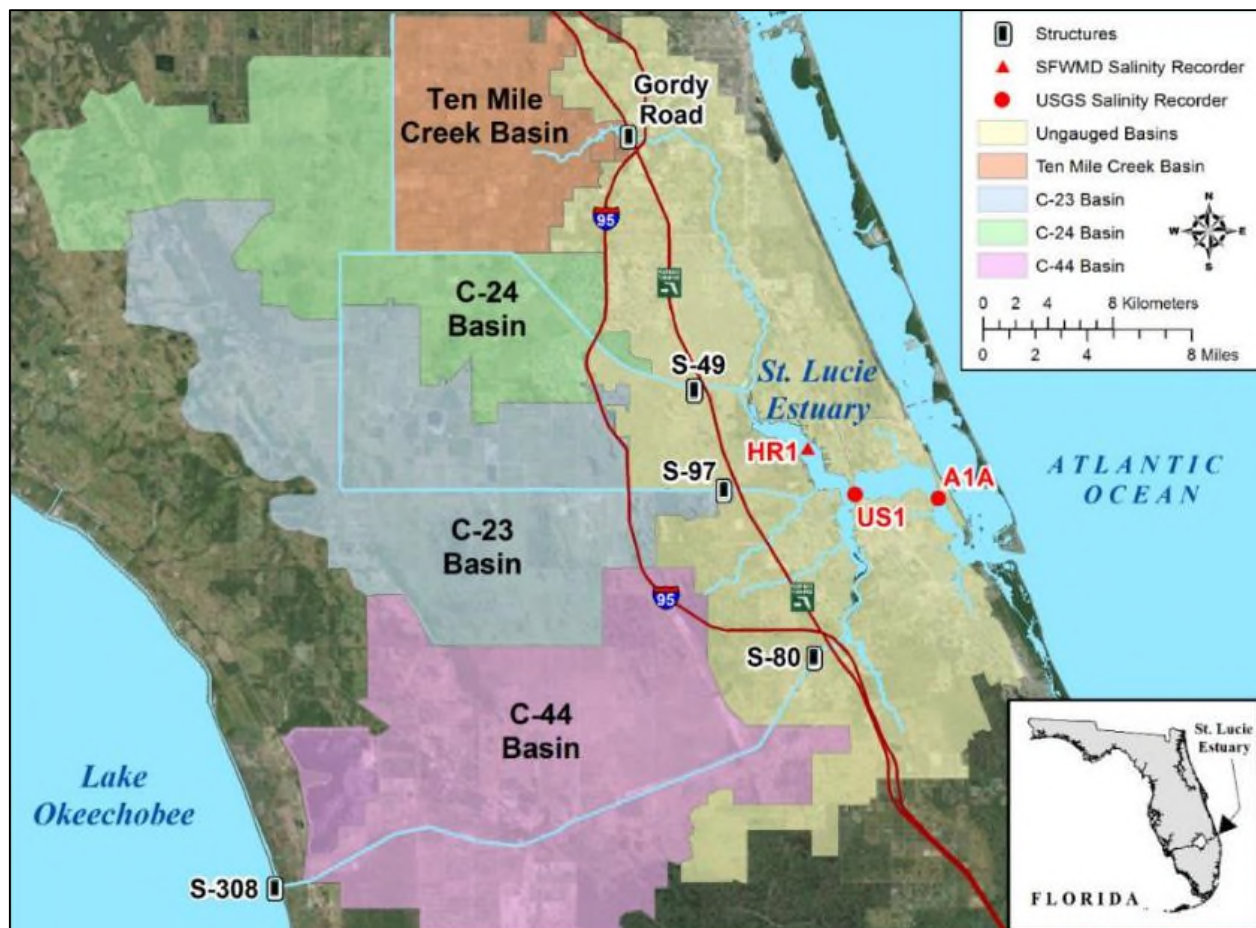 Structures
SFWMD Salinity Recorder
USGS Salinity Recorder
Ungauged Basins
Ten Mile Creek Basin
C-23 Basin
C-24 Basin
C-44 Basin
N
W E
S
0 2 4 8 Kilometers
0 2 4 8 Miles
Gordy
Road
Ten Mile
Creek Basin
95
C-24
Basin
S-49
St. Lucie
Estuary
HR1
A1A
US1
ATLANTIC
OCEAN
S-97
C-23
Basin
95
S-80
C-44
Basin
Lake
Okeechobee
S-308
St. Lucie
Estuary
FLORIDA